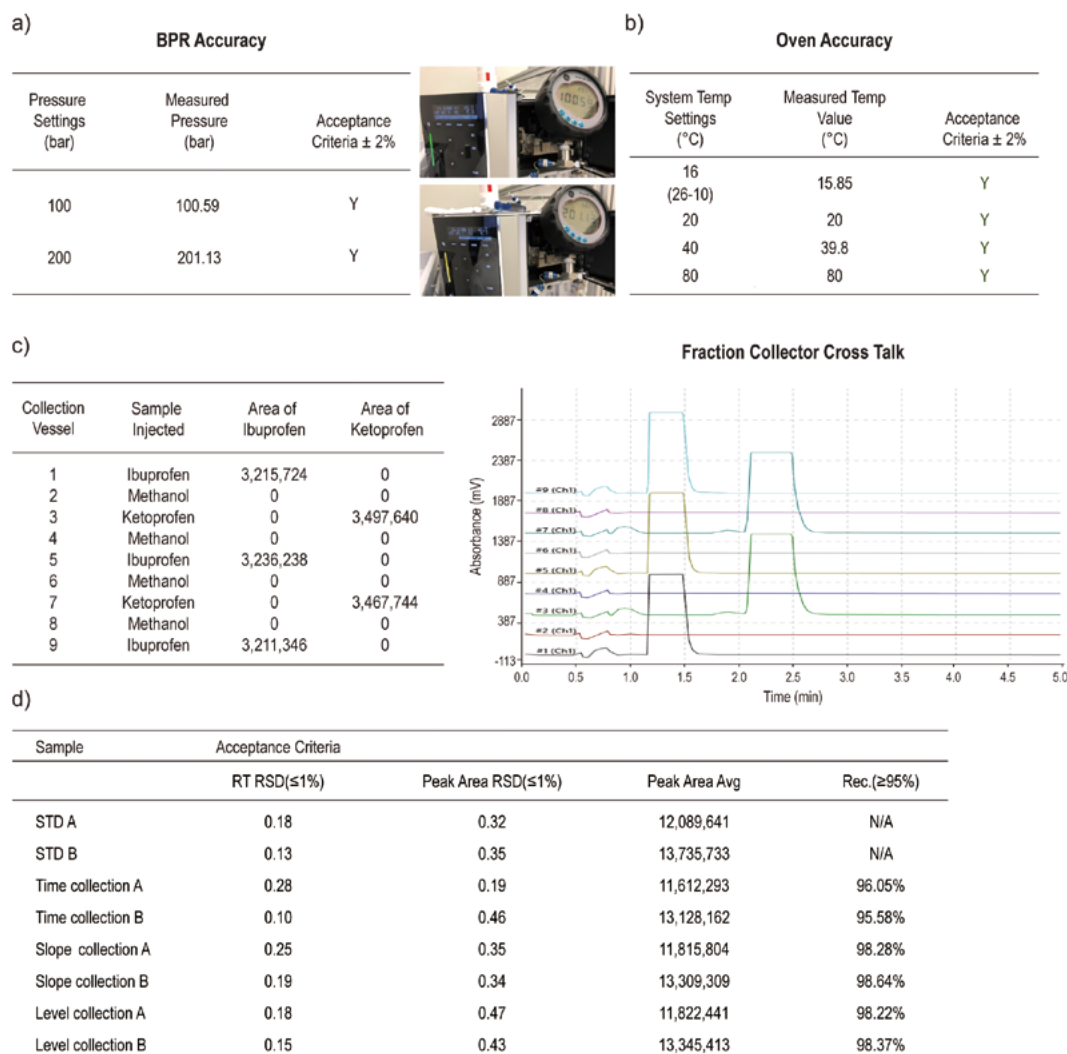 a)
BPR Accuracy
Pressure Settings (bar) Measured Pressure (bar) Acceptance Criteria ± 2%
100 100.59 Y
200 201.13 Y
b)
Oven Accuracy
System Temp Settings (°C) Measured Temp Value (°C) Acceptance Criteria ± 2%
16 (26-10) 15.85 Y
20 20 Y
40 39.8 Y
80 80 Y
c)
Collection Vessel Sample Injected Area of Ibuprofen Area of Ketoprofen
1 Ibuprofen 3,215,724 0
2 Methanol 0 0
3 Ketoprofen 0 3,497,640
4 Methanol 0 0
5 Ibuprofen 3,236,238 0
6 Methanol 0 0
7 Ketoprofen 0 3,467,744
8 Methanol 0 0
9 Ibuprofen 3,211,346 0
Fraction Collector Cross Talk
Absorbance (mV)
2887
2387
1887
1387
887
387
-113
#9 (Ch1)
#8 (Ch1)
#7 (Ch1)
#6 (Ch1)
#5 (Ch1)
#4 (Ch1)
#3 (Ch1)
#2 (Ch1)
#1 (Ch1)
0.0 0.5 1.0 1.5 2.0 2.5 3.0 3.5 4.0 4.5 5.0
Time (min)
d)
Sample Acceptance Criteria
RT RSD(≤1%) Peak Area RSD(≤1%) Peak Area Avg Rec.(≥95%)
STD A 0.18 0.32 12,089,641 N/A
STD B 0.13 0.35 13,735,733 N/A
Time collection A 0.28 0.19 11,612,293 96.05%
Time collection B 0.10 0.46 13,128,162 95.58%
Slope collection A 0.25 0.35 11,815,804 98.28%
Slope collection B 0.19 0.34 13,309,309 98.64%
Level collection A 0.18 0.47 11,822,441 98.22%
Level collection B 0.15 0.43 13,345,413 98.37%